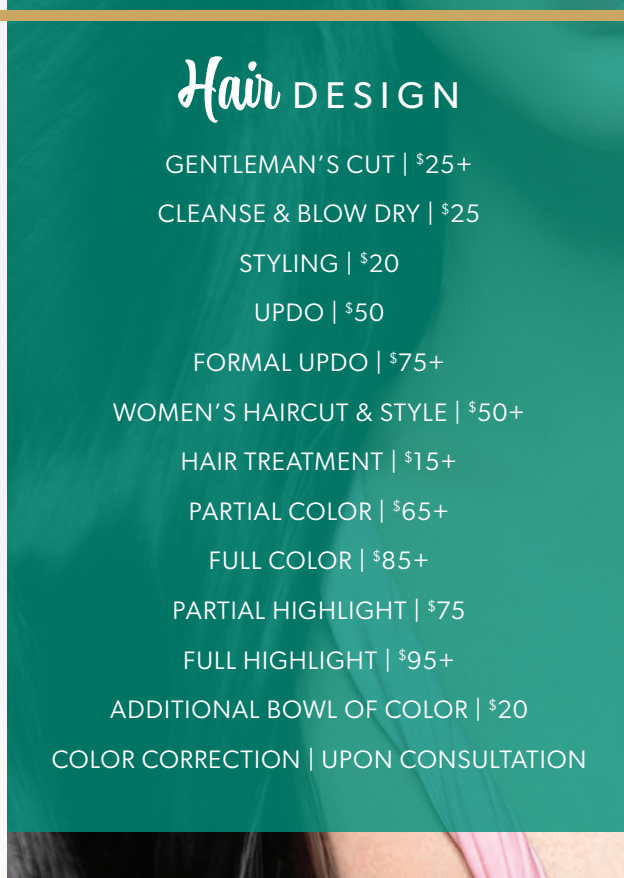 Hair DESIGN
GENTLEMAN'S CUT | $25+
CLEANSE & BLOW DRY | $25
STYLING | $20
UPDO | $50
FORMAL UPDO | $75+
WOMEN'S HAIRCUT & STYLE | $50+
HAIR TREATMENT | $15+
PARTIAL COLOR | $65+
FULL COLOR | $85+
PARTIAL HIGHLIGHT | $75
FULL HIGHLIGHT | $95+
ADDITIONAL BOWL OF COLOR | $20
COLOR CORRECTION | UPON CONSULTATION